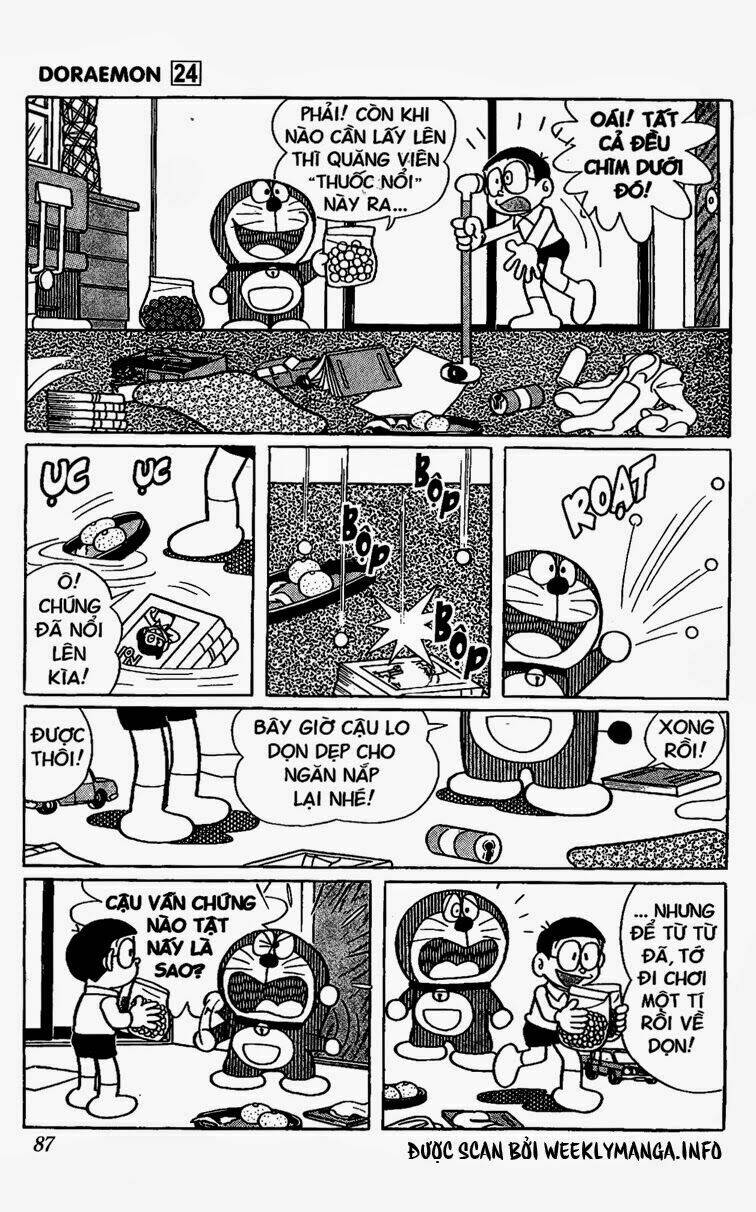 DORAEMON 24
OÁI! TẤT
CẢ ĐỀU
CHÌM DƯỚI
ĐÓ!
PHẢI! CÒN KHI
NÀO CẦN LẤY LÊN
THÌ QUĂNG VIÊN
"THUỐC NỔI"
NÀY RA...
ROẠT
BỘP
BỘP
BỘP
ỤC
ỤC
Ô!
CHÚNG
ĐÃ NỔI
LÊN
KÌA!
XONG
RỒI!
BÂY GIỜ CẬU LO
DỌN DẸP CHO
NGĂN NẮP
LẠI NHÉ!
ĐƯỢC
THÔI!
... NHƯNG
ĐỂ TỪ TỪ
ĐÃ, TỚ
ĐI CHƠI
MỘT TÍ
RỒI VỀ
DỌN!
CẬU VẪN CHỨNG
NÀO TẬT
NẤY LÀ
SAO?
87
ĐƯỢC SCAN BỞI WEEKLYMANGA.INFO